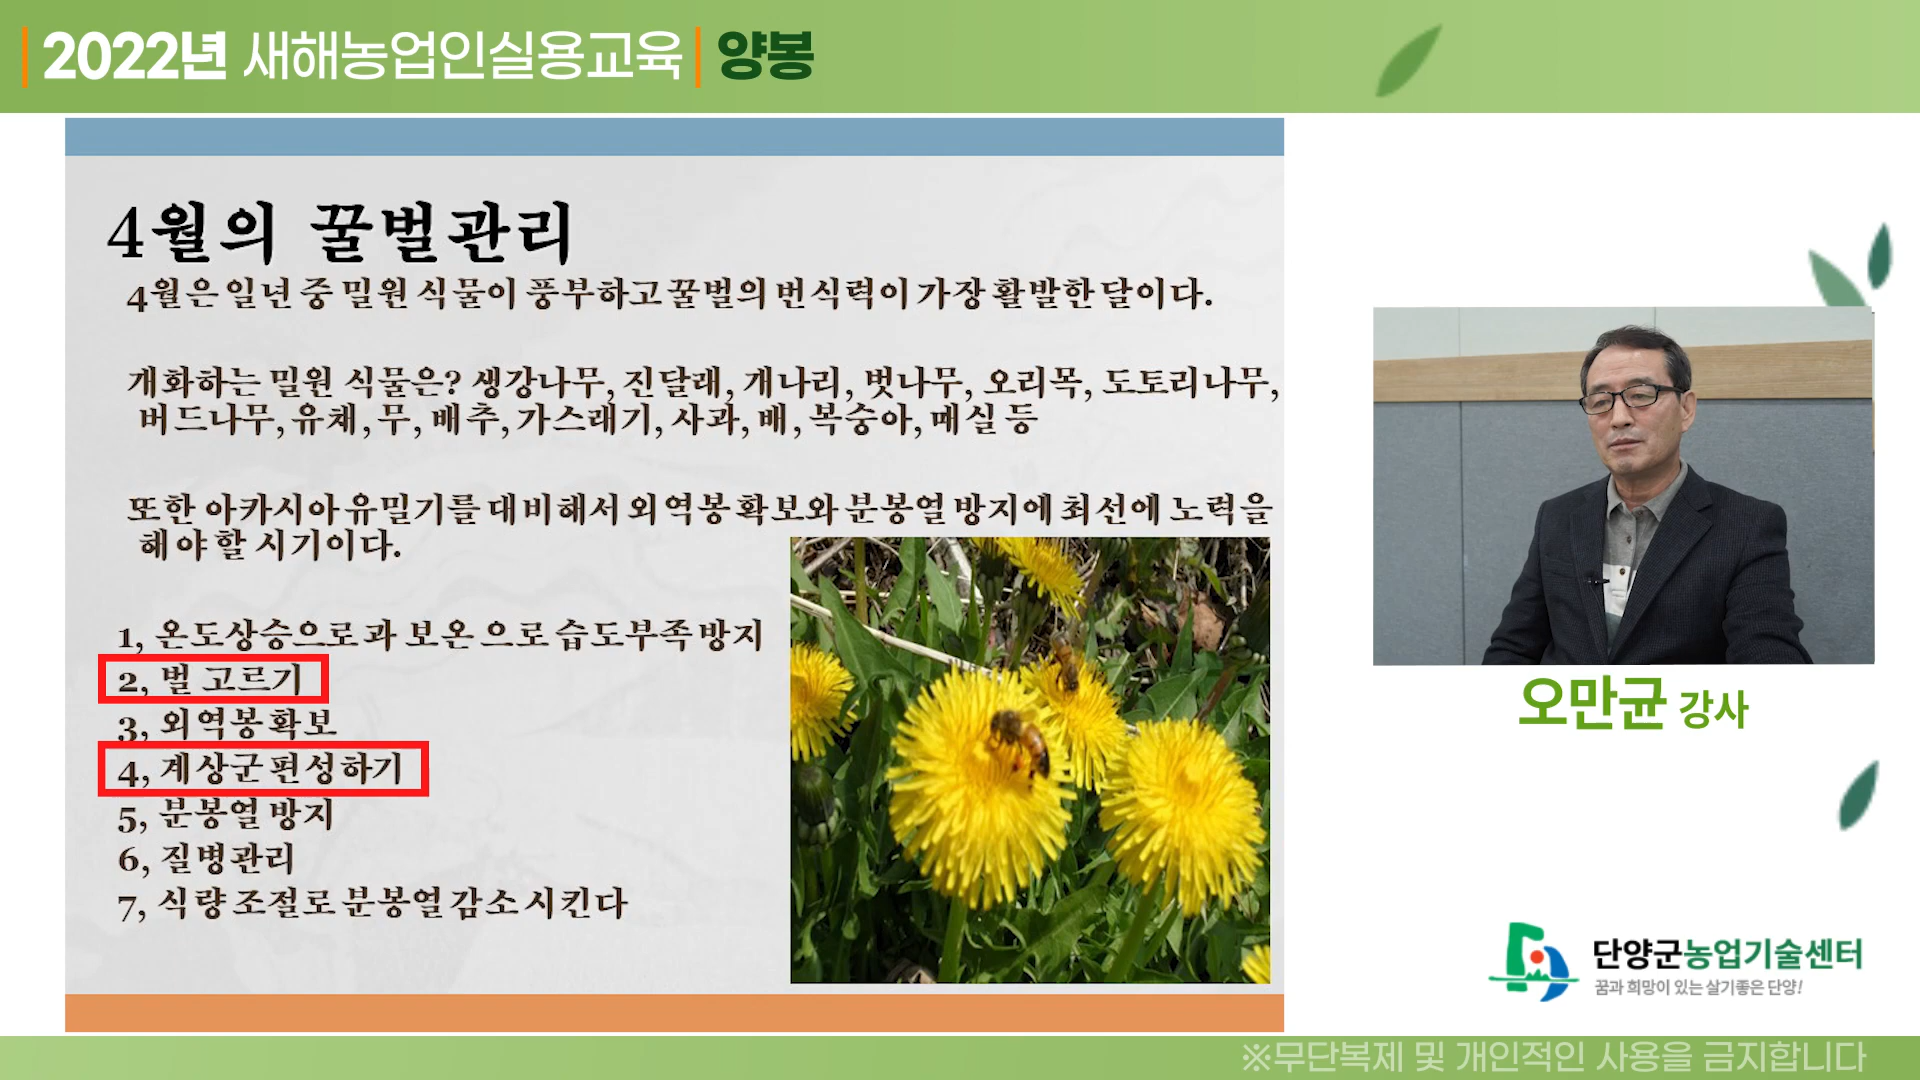 2022년 새해농업인실용교육 양봉
4월의 꿀벌관리
4월은 일년 중 밀원 식물이 풍부하고 꿀벌의 번식력이 가장 활발한 달이다.
개화하는 밀원 식물은? 생강나무, 진달래, 개나리, 벗나무, 오리목, 도토리나무,
버드나무, 유채, 무, 배추, 가스래기, 사과, 배, 복숭아, 매실 등
또한 아카시아유밀기를 대비해서 외역봉 확보와 분봉열 방지에 최선에 노력을
해야 할 시기이다.
1, 온도상승으로과 보온 으로 습도부족 방지
2, 벌 고르기
3, 외역봉 확보
4, 계상군 편성하기
5, 분봉열 방지
6, 질병관리
7, 식량 조절로 분봉열 감소 시킨다
오만균 강사
단양군농업기술센터
꿈과 희망이 있는 살기좋은 단양!
※무단복제 및 개인적인 사용을 금지합니다